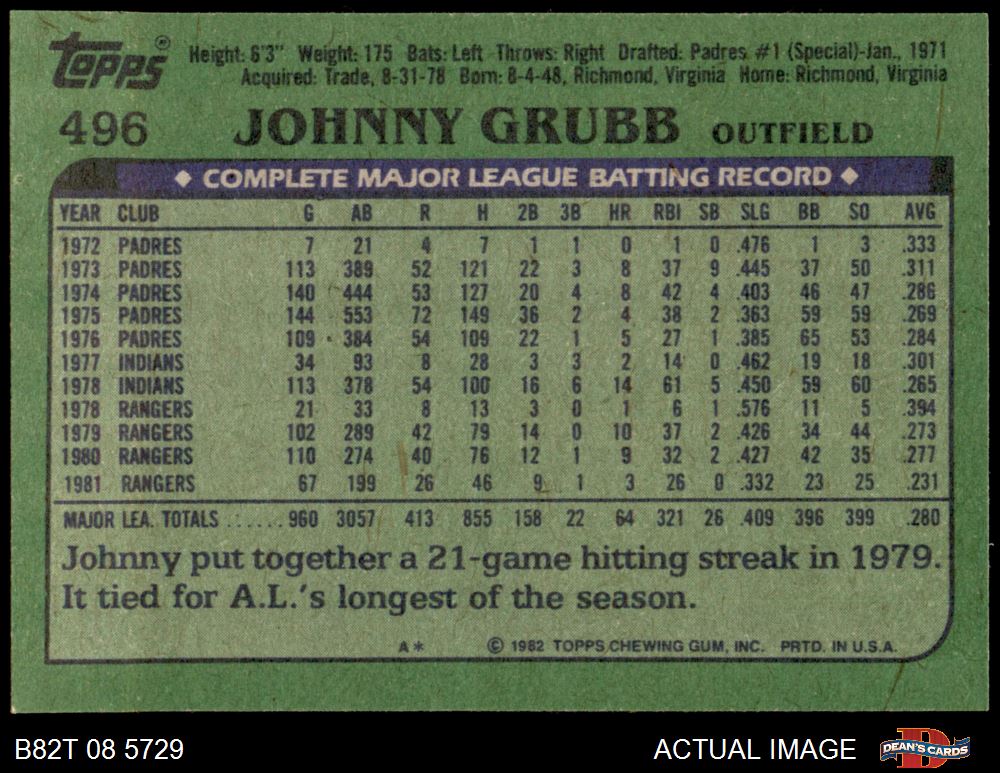 Topps® Height: 6'3" Weight: 175 Bats: Left Throws: Right Drafted: Padres #1 (Special)-Jan., 1971
Acquired: Trade, 8-31-78 Born: 8-4-48, Richmond, Virginia Home: Richmond, Virginia
496 JOHNNY GRUBB OUTFIELD
◆ COMPLETE MAJOR LEAGUE BATTING RECORD ◆
YEAR CLUB G AB R H 2B 3B HR RBI SB SLG BB SO AVG
1972 PADRES 7 21 4 7 1 1 0 1 0 .476 1 3 .333
1973 PADRES 113 389 52 121 22 3 8 37 9 .445 37 50 .311
1974 PADRES 140 444 53 127 20 4 8 42 4 .403 46 47 .286
1975 PADRES 144 553 72 149 36 2 4 38 2 .363 59 59 .269
1976 PADRES 109 384 54 109 22 1 5 27 1 .385 65 53 .284
1977 INDIANS 34 93 8 28 3 3 2 14 0 .462 19 18 .301
1978 INDIANS 113 378 54 100 16 6 14 61 5 .450 59 60 .265
1978 RANGERS 21 33 8 13 3 0 1 6 1 .576 11 5 .394
1979 RANGERS 102 289 42 79 14 0 10 37 2 .426 34 44 .273
1980 RANGERS 110 274 40 76 12 1 9 32 2 .427 42 35 .277
1981 RANGERS 67 199 26 46 9 1 3 26 0 .332 23 25 .231
MAJOR LEA. TOTALS ....... 960 3057 413 855 158 22 64 321 26 .409 396 399 .280
Johnny put together a 21-game hitting streak in 1979.
It tied for A.L.'s longest of the season.
A* © 1982 TOPPS CHEWING GUM, INC. PRTD. IN U.S.A.
B82T 08 5729 ACTUAL IMAGE DEAN'S CARDS